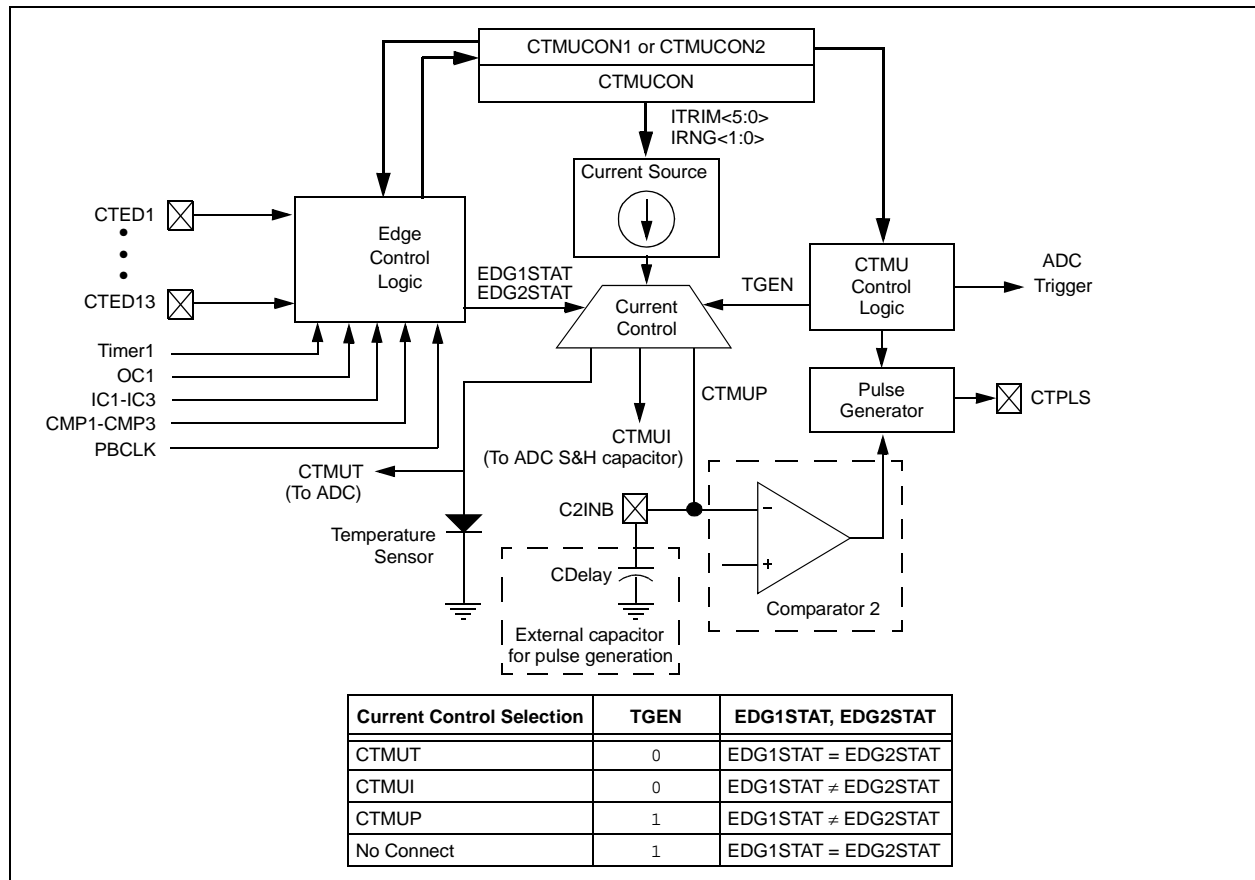 CTMUCON1 or CTMUCON2
CTMUCON
ITRIM<5:0>
IRNG<1:0>
Current Source
CTED1
CTED13
Edge
Control
Logic
EDG1STAT
EDG2STAT
Current
Control
TGEN
CTMU
Control
Logic
ADC
Trigger
Timer1
OC1
IC1-IC3
CMP1-CMP3
PBCLK
CTMUP
Pulse
Generator
CTPLS
CTMUI
(To ADC S&H capacitor)
CTMUT
(To ADC)
C2INB
−
+
Temperature
Sensor
CDelay
Comparator 2
External capacitor
for pulse generation
Current Control Selection TGEN EDG1STAT, EDG2STAT
CTMUT 0 EDG1STAT = EDG2STAT
CTMUI 0 EDG1STAT ≠ EDG2STAT
CTMUP 1 EDG1STAT ≠ EDG2STAT
No Connect 1 EDG1STAT = EDG2STAT